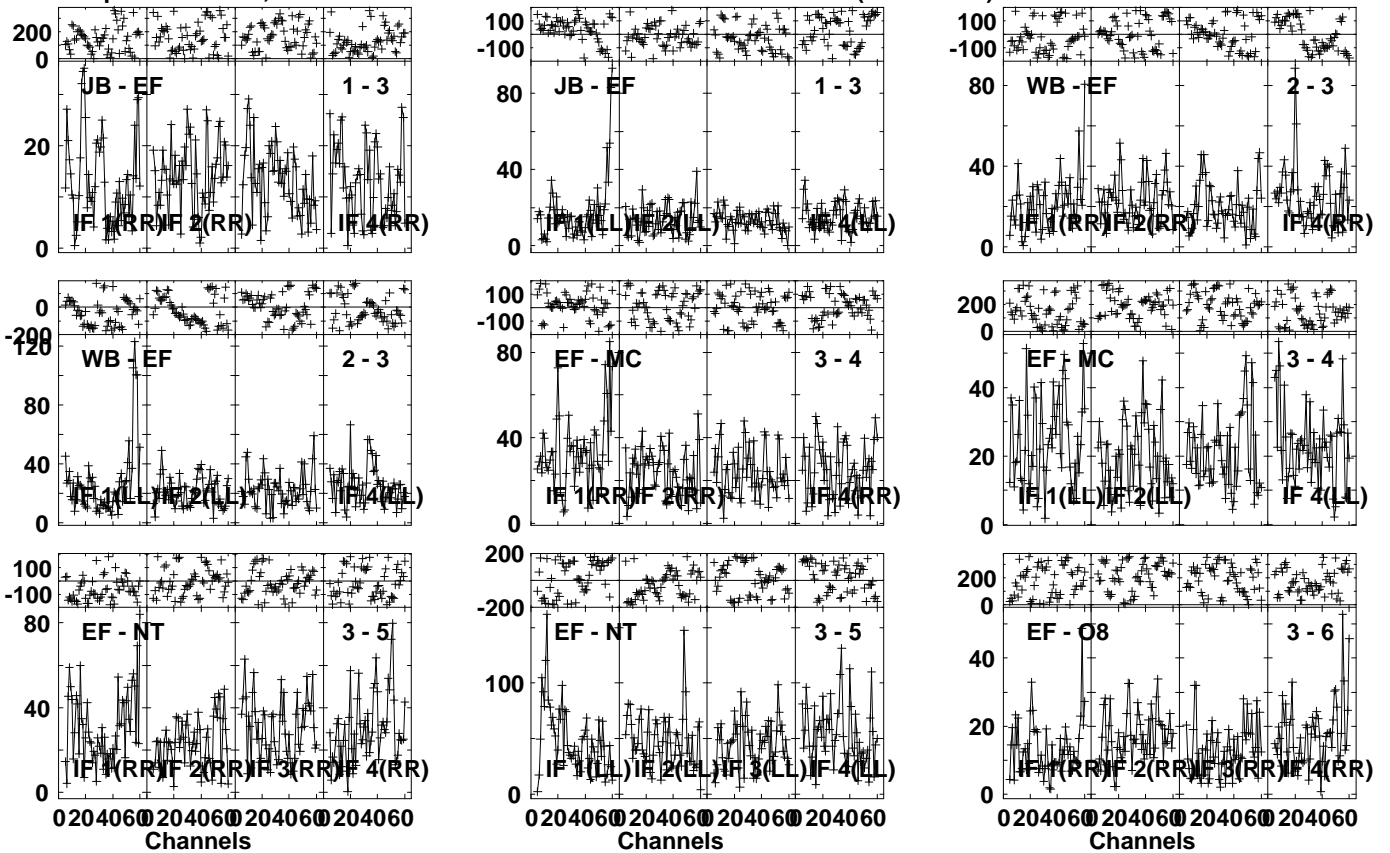 200
0
20
0
JB - EF
1 - 3
IF 1(RR)
IF 2(RR)
IF 4(RR)
100
-100
80
40
0
JB - EF
1 - 3
IF 1(LL)
IF 2(LL)
IF 4(LL)
100
-100
80
40
0
WB - EF
2 - 3
IF 1(RR)
IF 2(RR)
IF 4(RR)
0
-200
120
80
40
0
WB - EF
2 - 3
IF 1(LL)
IF 2(LL)
IF 4(LL)
100
-100
80
40
0
EF - MC
3 - 4
IF 1(RR)
IF 2(RR)
IF 4(RR)
200
0
40
20
0
EF - MC
3 - 4
IF 1(LL)
IF 2(LL)
IF 4(LL)
100
-100
80
40
0
EF - NT
3 - 5
IF 1(RR)
IF 2(RR)
IF 3(RR)
IF 4(RR)
0 20 40 60 0 20 40 60 0 20 40 60 0 20 40 60
Channels
200
-200
100
0
EF - NT
3 - 5
IF 1(LL)
IF 2(LL)
IF 3(LL)
IF 4(LL)
0 20 40 60 0 20 40 60 0 20 40 60 0 20 40 60
Channels
200
0
40
20
0
EF - O8
3 - 6
IF 1(RR)
IF 2(RR)
IF 3(RR)
IF 4(RR)
0 20 40 60 0 20 40 60 0 20 40 60 0 20 40 60
Channels